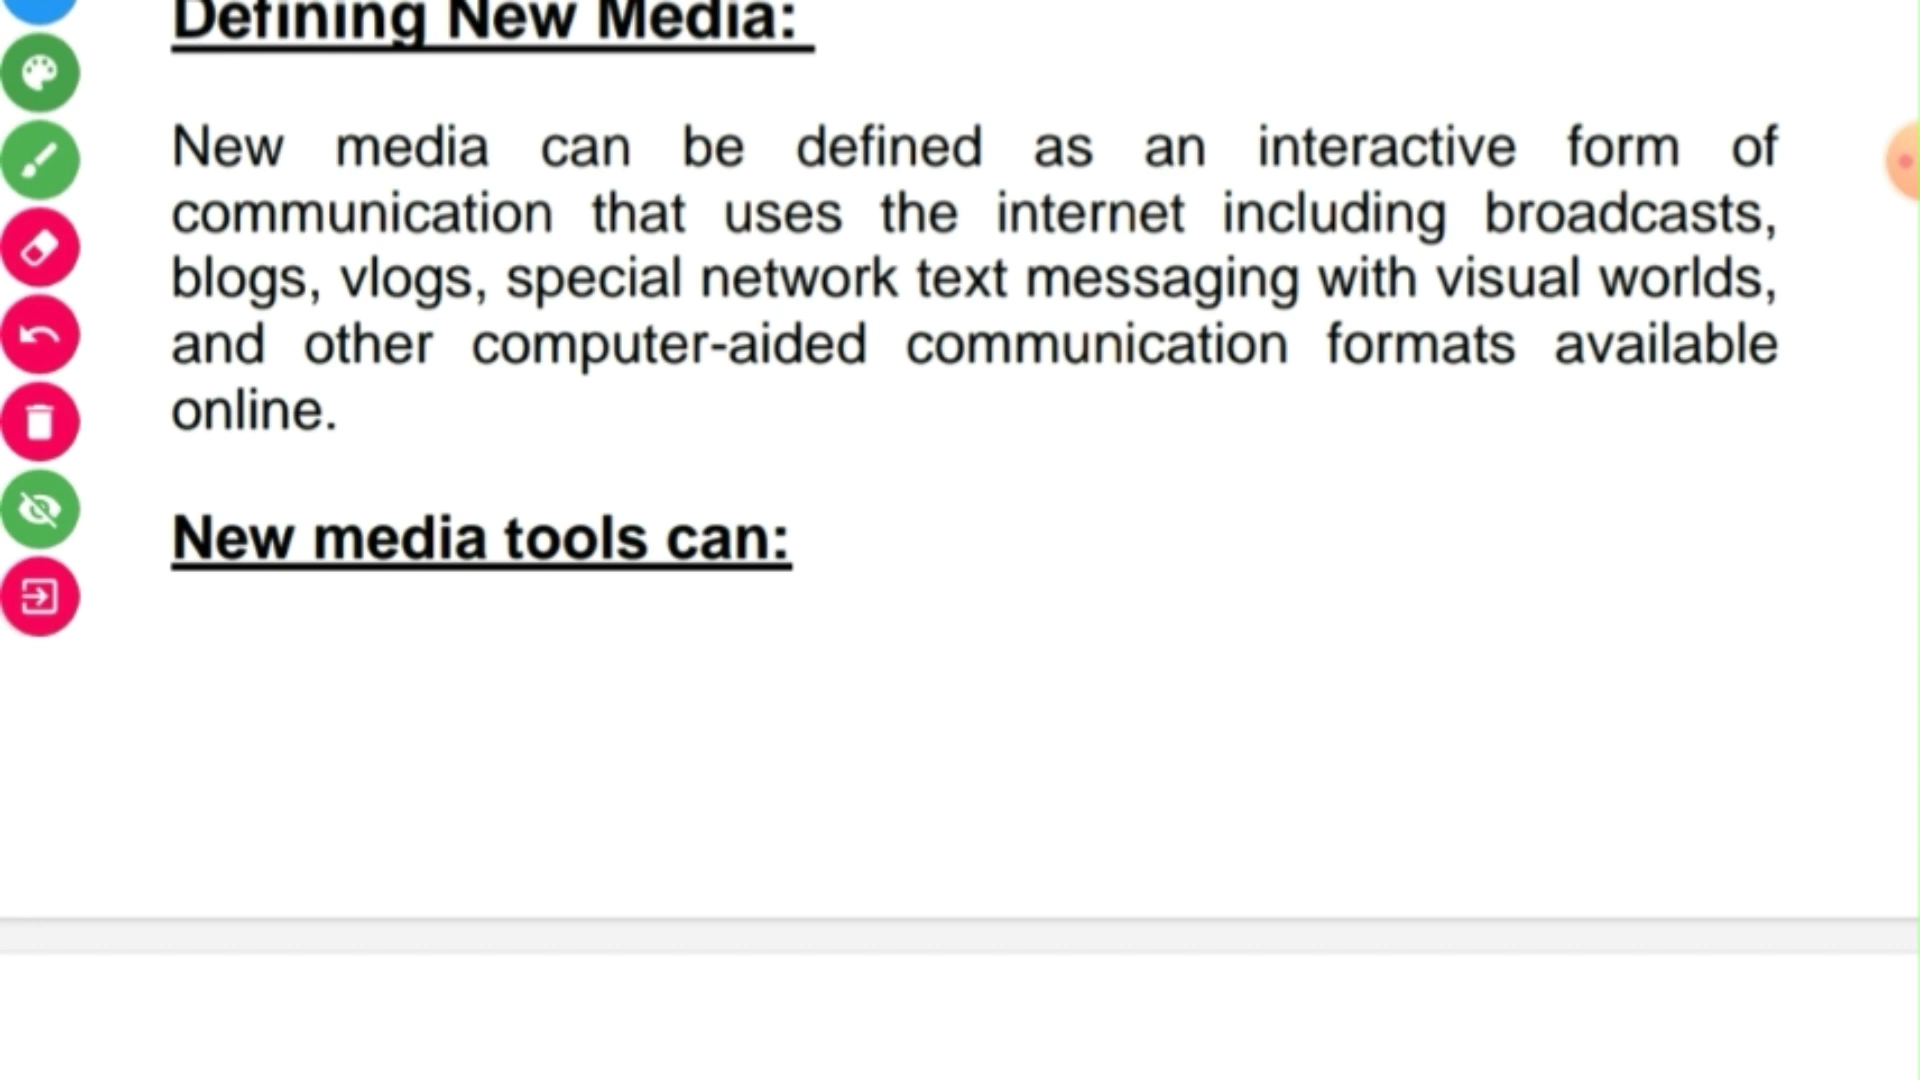 Defining New Media:
New media can be defined as an interactive form of
communication that uses the internet including broadcasts,
blogs, vlogs, special network text messaging with visual worlds,
and other computer-aided communication formats available
online.
New media tools can: